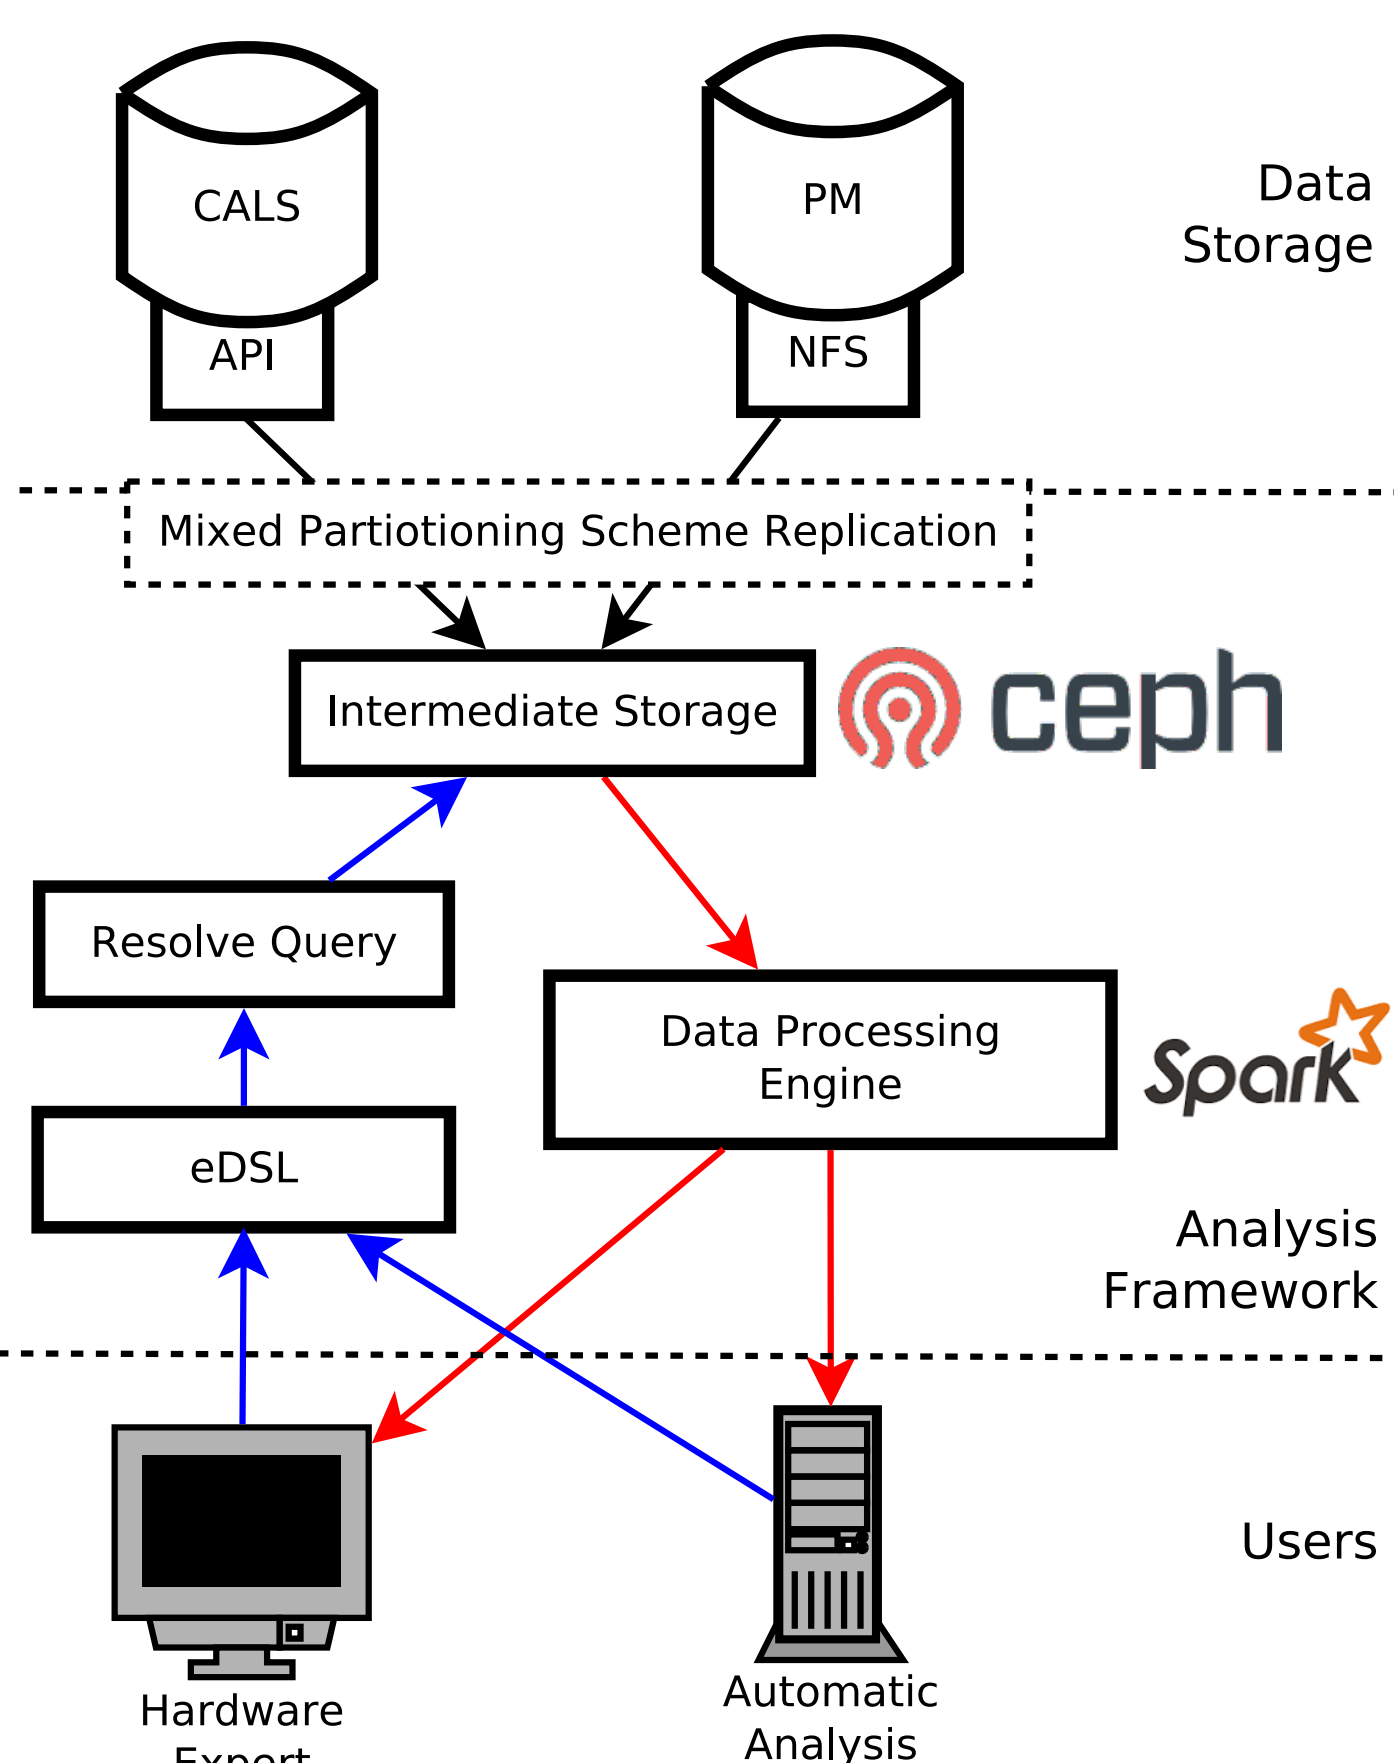 CALS
PM
Data
Storage
API
NFS
Mixed Partiotioning Scheme Replication
Intermediate Storage
ceph
Resolve Query
Data Processing
Engine
Spark
eDSL
Analysis
Framework
Users
Hardware
Expert
Automatic
Analysis